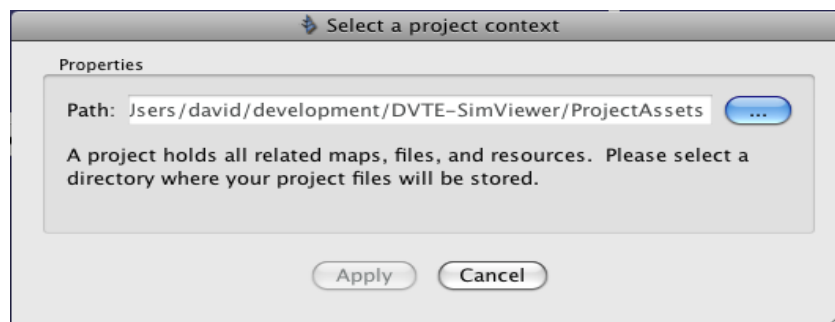 Select a project context
Properties
Path: Jsers/david/development/DVTE-SimViewer/ProjectAssets ...
A project holds all related maps, files, and resources. Please select a
directory where your project files will be stored.
Apply Cancel